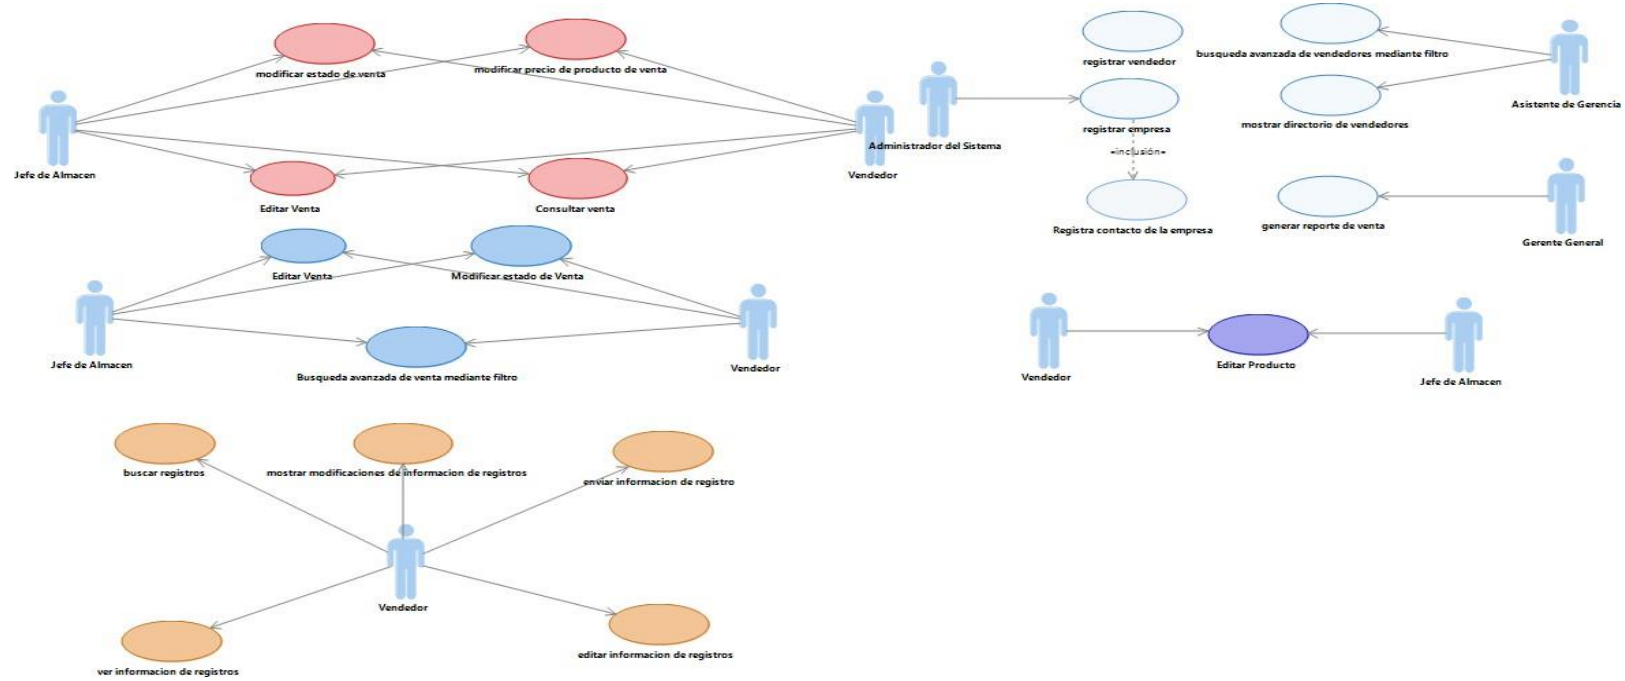 modificar estado de venta
modificar precio de producto de venta
Jefe de Almacen
Vendedor
Editar Venta
Consultar venta
Editar Venta
Modificar estado de Venta
Jefe de Almacen
Vendedor
Busqueda avanzada de venta mediante filtro
buscar registros
mostrar modificaciones de informacion de registros
enviar informacion de registro
Vendedor
ver informacion de registros
editar informacion de registros
registrar vendedor
busqueda avanzada de vendedores mediante filtro
Asistente de Gerencia
registrar empresa
mostrar directorio de vendedores
Administrador del Sistema
«inclusión»
Registra contacto de la empresa
generar reporte de venta
Gerente General
Vendedor
Editar Producto
Jefe de Almacen